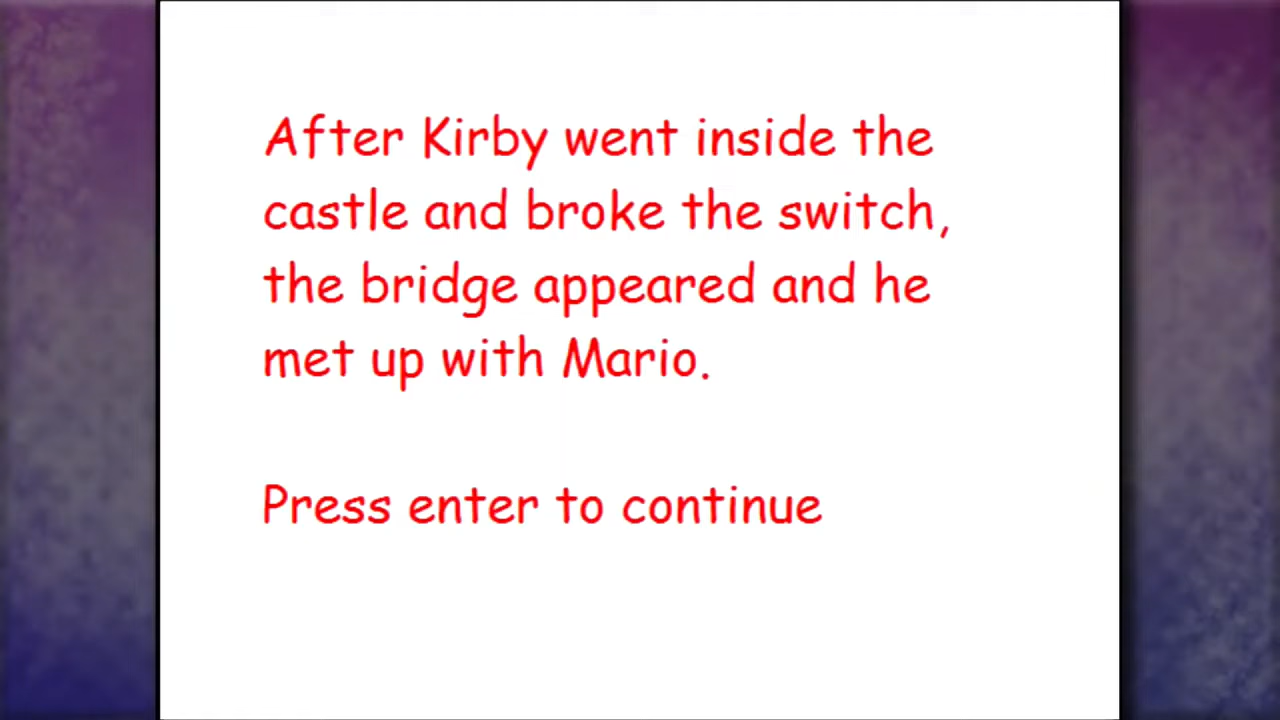 After Kirby went inside the
castle and broke the switch,
the bridge appeared and he
met up with Mario.
Press enter to continue